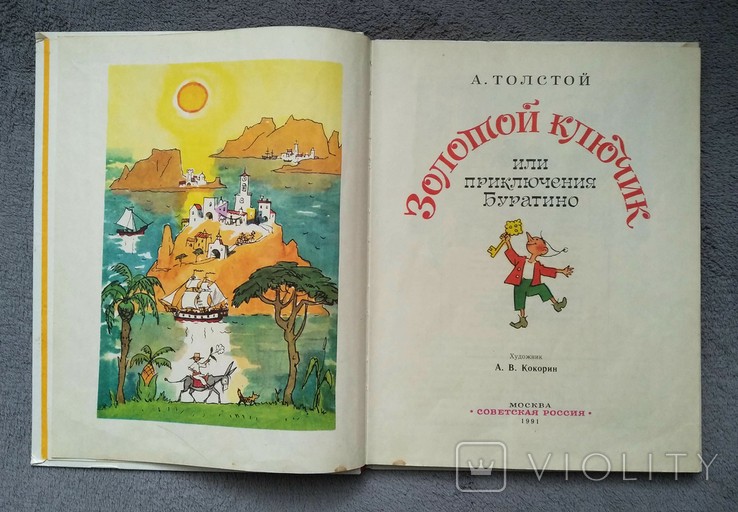 А. ТОЛСТОЙ
ЗОЛОТОЙ КЛЮЧИК
ИЛИ
ПРИКЛЮЧЕНИЯ
БУРАТИНО
Художник
А. В. Кокорин
МОСКВА
• СОВЕТСКАЯ РОССИЯ •
1991
VIOLITY